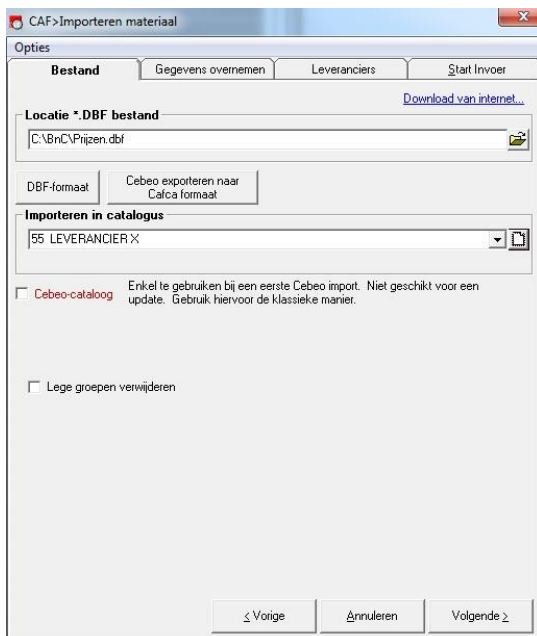 CAF>Importeren materiaal
Opties
Bestand
Gegevens overnemen
Leveranciers
Start Invoer
Download van internet...
Locatie *.DBF bestand
C:\BnC\Prijzen.dbf
DBF-formaat
Cebeo exporteren naar
Cafca formaat
Importeren in catalogus
55 LEVERANCIER X
Cebeo-cataloog
Enkel te gebruiken bij een eerste Cebeo import. Niet geschikt voor een
update. Gebruik hiervoor de klassieke manier.
Lege groepen verwijderen
< Vorige
Annuleren
Volgende >